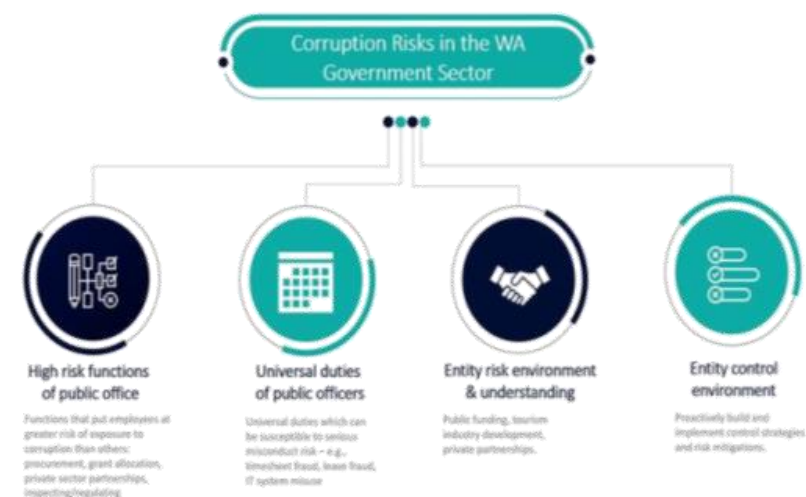 Corruption Risks in the WA
Government Sector
High risk functions
of public office
Functions that put employees at
greater risk of exposure to
corruption than others:
procurement, grant allocation,
private sector partnerships,
inspecting/regulating
Universal duties
of public officers
Universal duties which can
be susceptible to serious
misconduct risk – e.g.,
timesheet fraud, leave fraud,
IT system misuse
Entity risk environment
& understanding
Public funding, tourism
industry development,
private partnerships.
Entity control
environment
Proactively build and
implement control strategies
and risk mitigations.